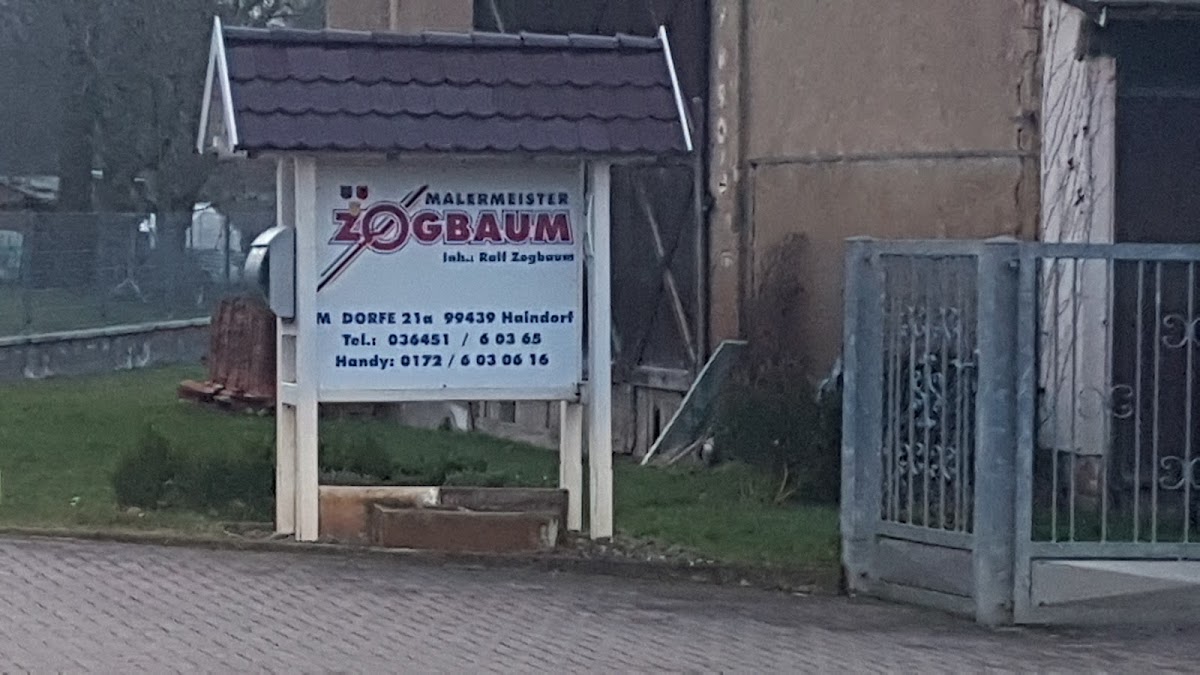 MALERMEISTER
ZOGBAUM
Inh.: Ralf Zogbaum
M DORFE 21a 99439 Haindorf
Tel.: 036451 / 6 03 65
Handy: 0172 / 6 03 06 16